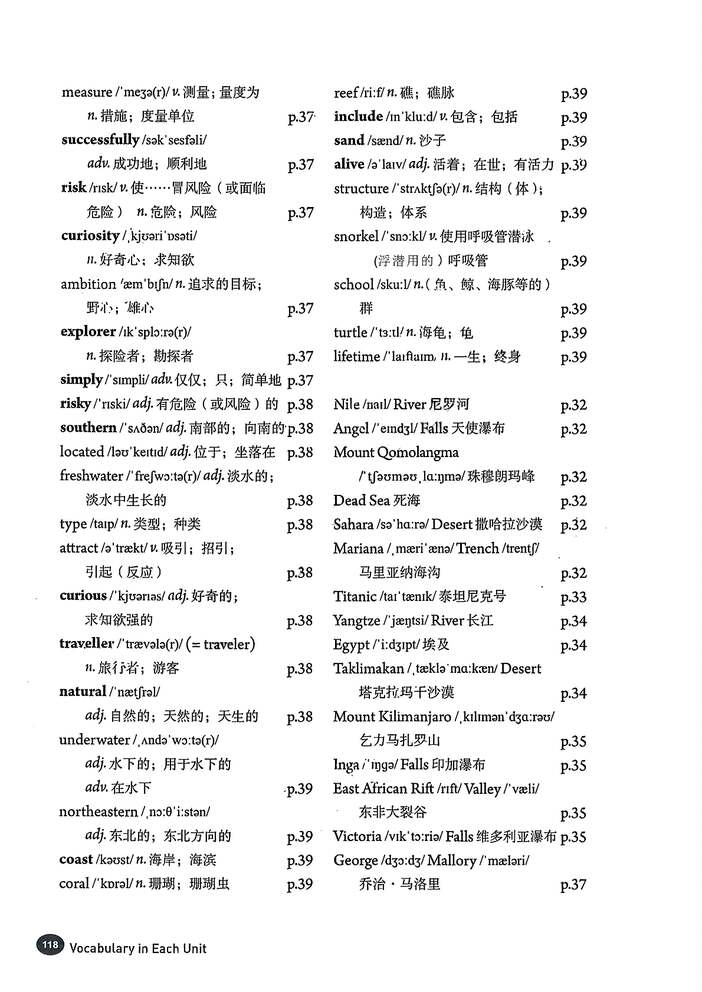 measure /ˈmeʒə(r)/ v. 测量；量度为
n. 措施；度量单位 p.37
successfully /səkˈsesfəli/
adv. 成功地；顺利地 p.37
risk /rɪsk/ v. 使……冒风险（或面临
危险） n. 危险；风险 p.37
curiosity /ˌkjʊəriˈɒsəti/
n. 好奇心；求知欲
ambition /æmˈbɪʃn/ n. 追求的目标；
野心；雄心 p.37
explorer /ɪkˈsplɔːrə(r)/
n. 探险者；勘探者 p.37
simply /ˈsɪmpli/ adv. 仅仅；只；简单地 p.37
risky /ˈrɪski/ adj. 有危险（或风险）的 p.38
southern /ˈsʌðən/ adj. 南部的；向南的 p.38
located /ləʊˈkeɪtɪd/ adj. 位于；坐落在 p.38
freshwater /ˈfreʃwɔːtə(r)/ adj. 淡水的；
淡水中生长的 p.38
type /taɪp/ n. 类型；种类 p.38
attract /əˈtrækt/ v. 吸引；招引；
引起（反应） p.38
curious /ˈkjʊəriəs/ adj. 好奇的；
求知欲强的 p.38
traveller /ˈtrævələ(r)/ (= traveler)
n. 旅行者；游客 p.38
natural /ˈnætʃrəl/
adj. 自然的；天然的；天生的 p.38
underwater /ˌʌndəˈwɔːtə(r)/
adj. 水下的；用于水下的
adv. 在水下 p.39
northeastern /ˌnɔːθˈiːstən/
adj. 东北的；东北方向的 p.39
coast /kəʊst/ n. 海岸；海滨 p.39
coral /ˈkɒrəl/ n. 珊瑚；珊瑚虫 p.39
reef /riːf/ n. 礁；礁脉 p.39
include /ɪnˈkluːd/ v. 包含；包括 p.39
sand /sænd/ n. 沙子 p.39
alive /əˈlaɪv/ adj. 活着；在世；有活力 p.39
structure /ˈstrʌktʃə(r)/ n. 结构（体）；
构造；体系 p.39
snorkel /ˈsnɔːkl/ v. 使用呼吸管潜泳
(浮潜用的）呼吸管 p.39
school /skuːl/ n.（鱼、鲸、海豚等的）
群 p.39
turtle /ˈtɜːtl/ n. 海龟；龟 p.39
lifetime /ˈlaɪftaɪm/ n. 一生；终身 p.39
Nile /naɪl/ River 尼罗河 p.32
Angel /ˈeɪndʒl/ Falls 天使瀑布 p.32
Mount Qomolangma
/ˈtʃəʊməʊˌlɑːŋmə/ 珠穆朗玛峰 p.32
Dead Sea 死海 p.32
Sahara /səˈhɑːrə/ Desert 撒哈拉沙漠 p.32
Mariana /ˌmæriˈænə/ Trench /trentʃ/
马里亚纳海沟 p.32
Titanic /taɪˈtænɪk/ 泰坦尼克号 p.33
Yangtze /ˈjæŋtsi/ River 长江 p.34
Egypt /ˈiːdʒɪpt/ 埃及 p.34
Taklimakan /ˌtækləˈmɑːkæn/ Desert
塔克拉玛干沙漠 p.34
Mount Kilimanjaro /ˌkɪlɪmənˈdʒɑːrəʊ/
乞力马扎罗山 p.35
Inga /ˈɪŋgə/ Falls 印加瀑布 p.35
East African Rift /rɪft/ Valley /ˈvæli/
东非大裂谷 p.35
Victoria /vɪkˈtɔːriə/ Falls 维多利亚瀑布 p.35
George /dʒɔːdʒ/ Mallory /ˈmæləri/
乔治·马洛里 p.37
118 Vocabulary in Each Unit